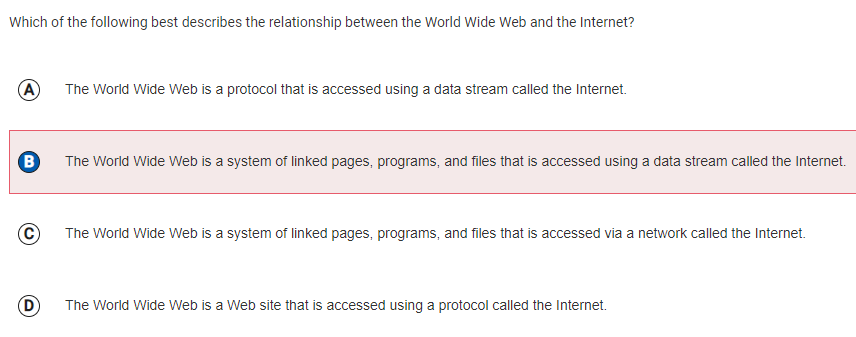 Which of the following best describes the relationship between the World Wide Web and the Internet?
A The World Wide Web is a protocol that is accessed using a data stream called the Internet.
B The World Wide Web is a system of linked pages, programs, and files that is accessed using a data stream called the Internet.
C The World Wide Web is a system of linked pages, programs, and files that is accessed via a network called the Internet.
D The World Wide Web is a Web site that is accessed using a protocol called the Internet.